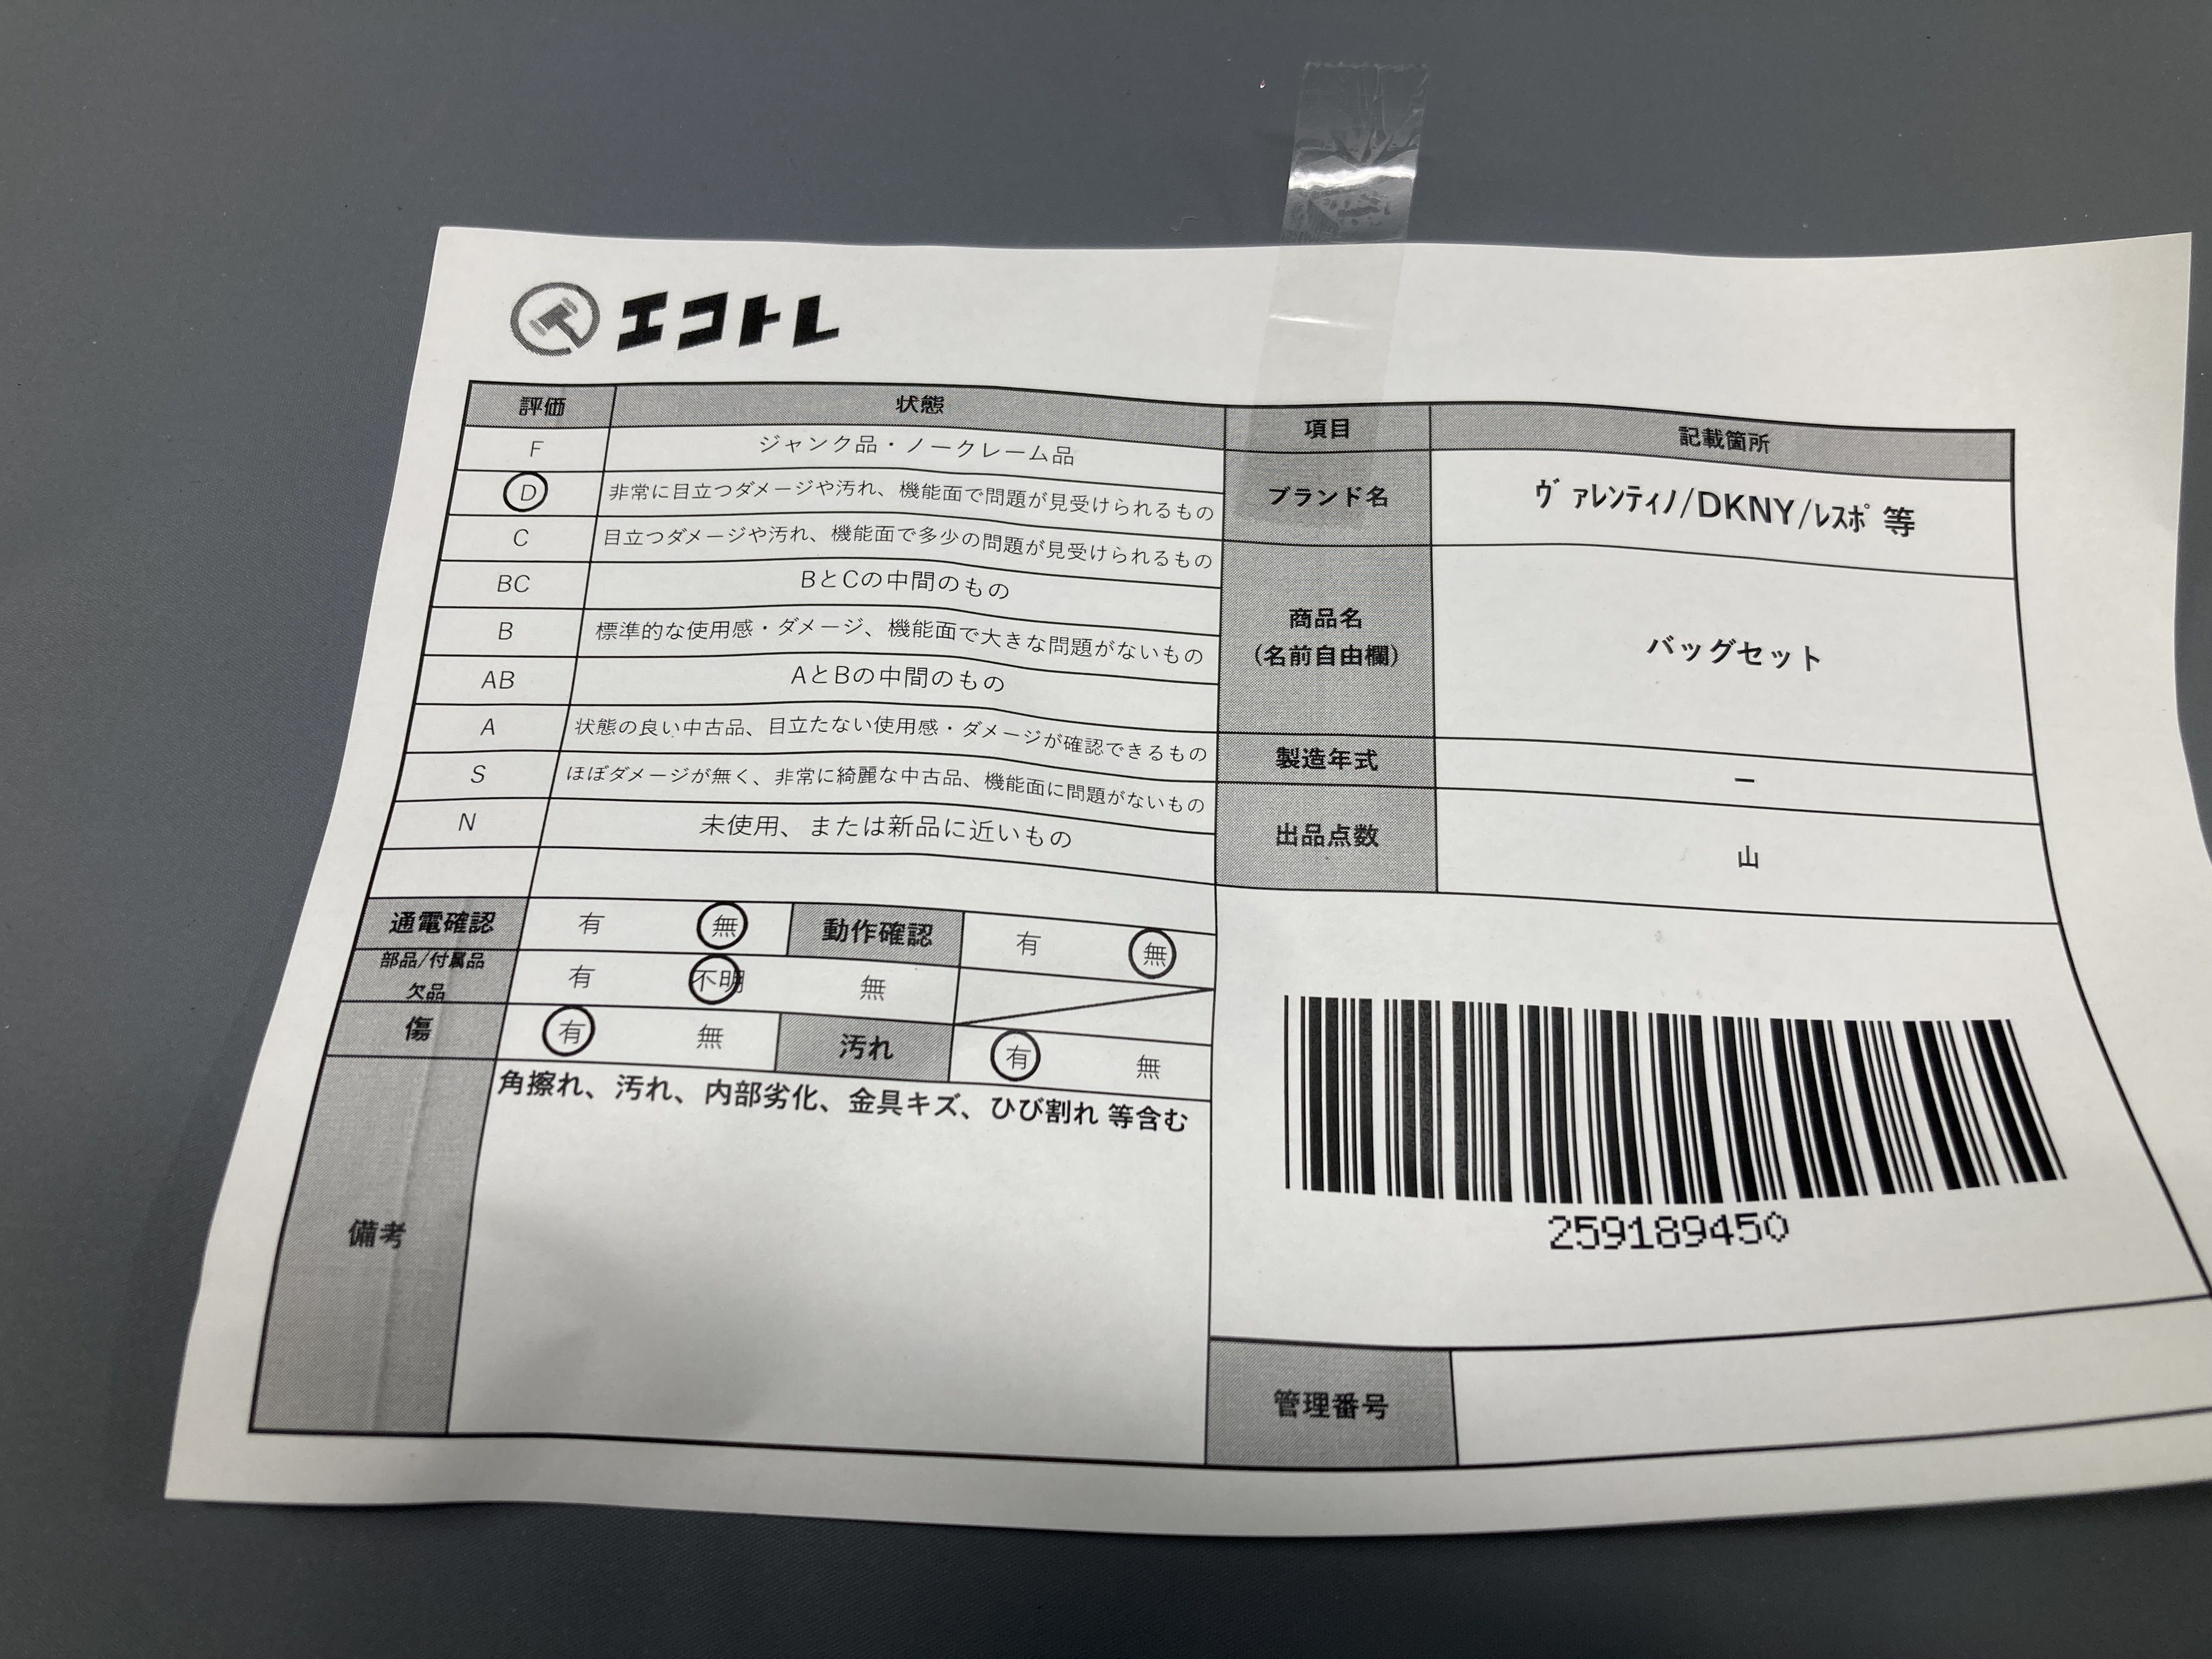 エコトレ
評価 状態
F ジャンク品・ノークレーム品
D 非常に目立つダメージや汚れ、機能面で問題が見受けられるもの
C 目立つダメージや汚れ、機能面で多少の問題が見受けられるもの
BC BとCの中間のもの
B 標準的な使用感・ダメージ、機能面で大きな問題がないもの
AB AとBの中間のもの
A 状態の良い中古品、目立たない使用感・ダメージが確認できるもの
S ほぼダメージが無く、非常に綺麗な中古品、機能面に問題がないもの
N 未使用、または新品に近いもの
通電確認 有 無 動作確認 有 無
部品/付属品
欠品 有 不明 無
傷 有 無 汚れ 有 無
備考 角擦れ、汚れ、内部劣化、金具キズ、ひび割れ 等含む
項目 記載箇所
ブランド名 ヴァレンティノ/DKNY/レスポ 等
商品名
(名前自由欄) バッグセット
製造年式 ー
出品点数 山
259189450
管理番号